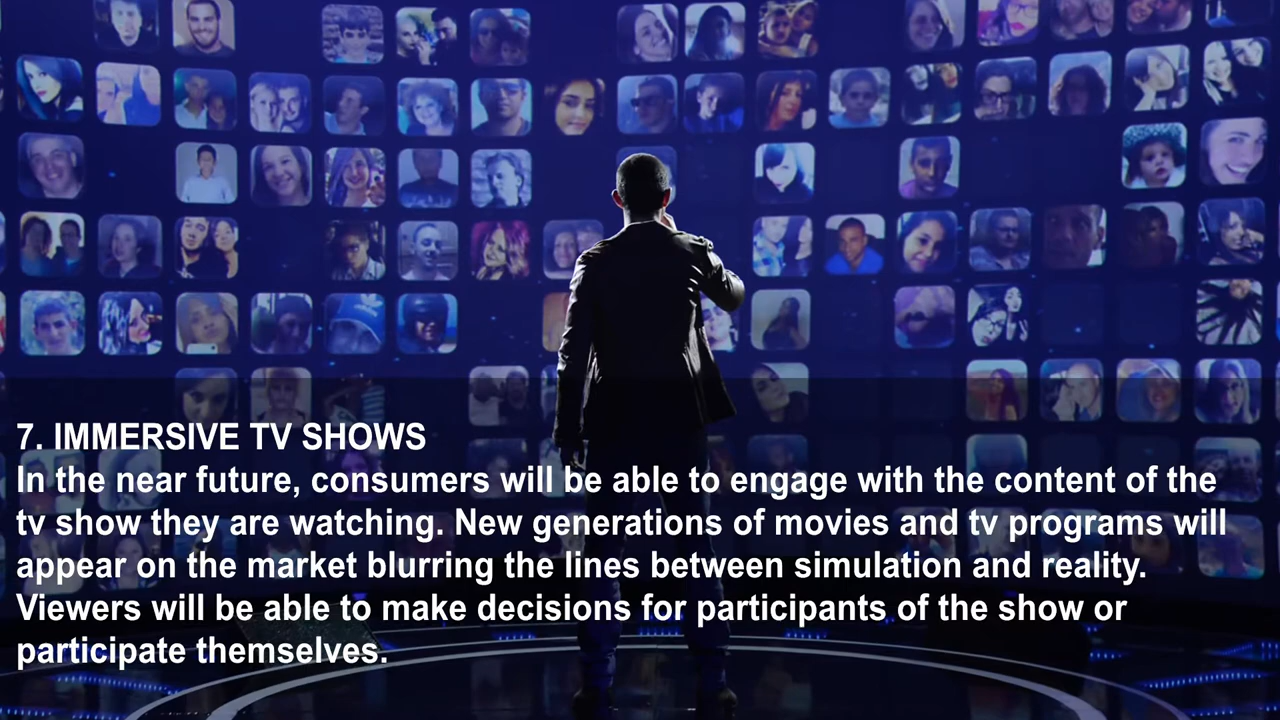 7. IMMERSIVE TV SHOWS
In the near future, consumers will be able to engage with the content of the
tv show they are watching. New generations of movies and tv programs will
appear on the market blurring the lines between simulation and reality.
Viewers will be able to make decisions for participants of the show or
participate themselves.